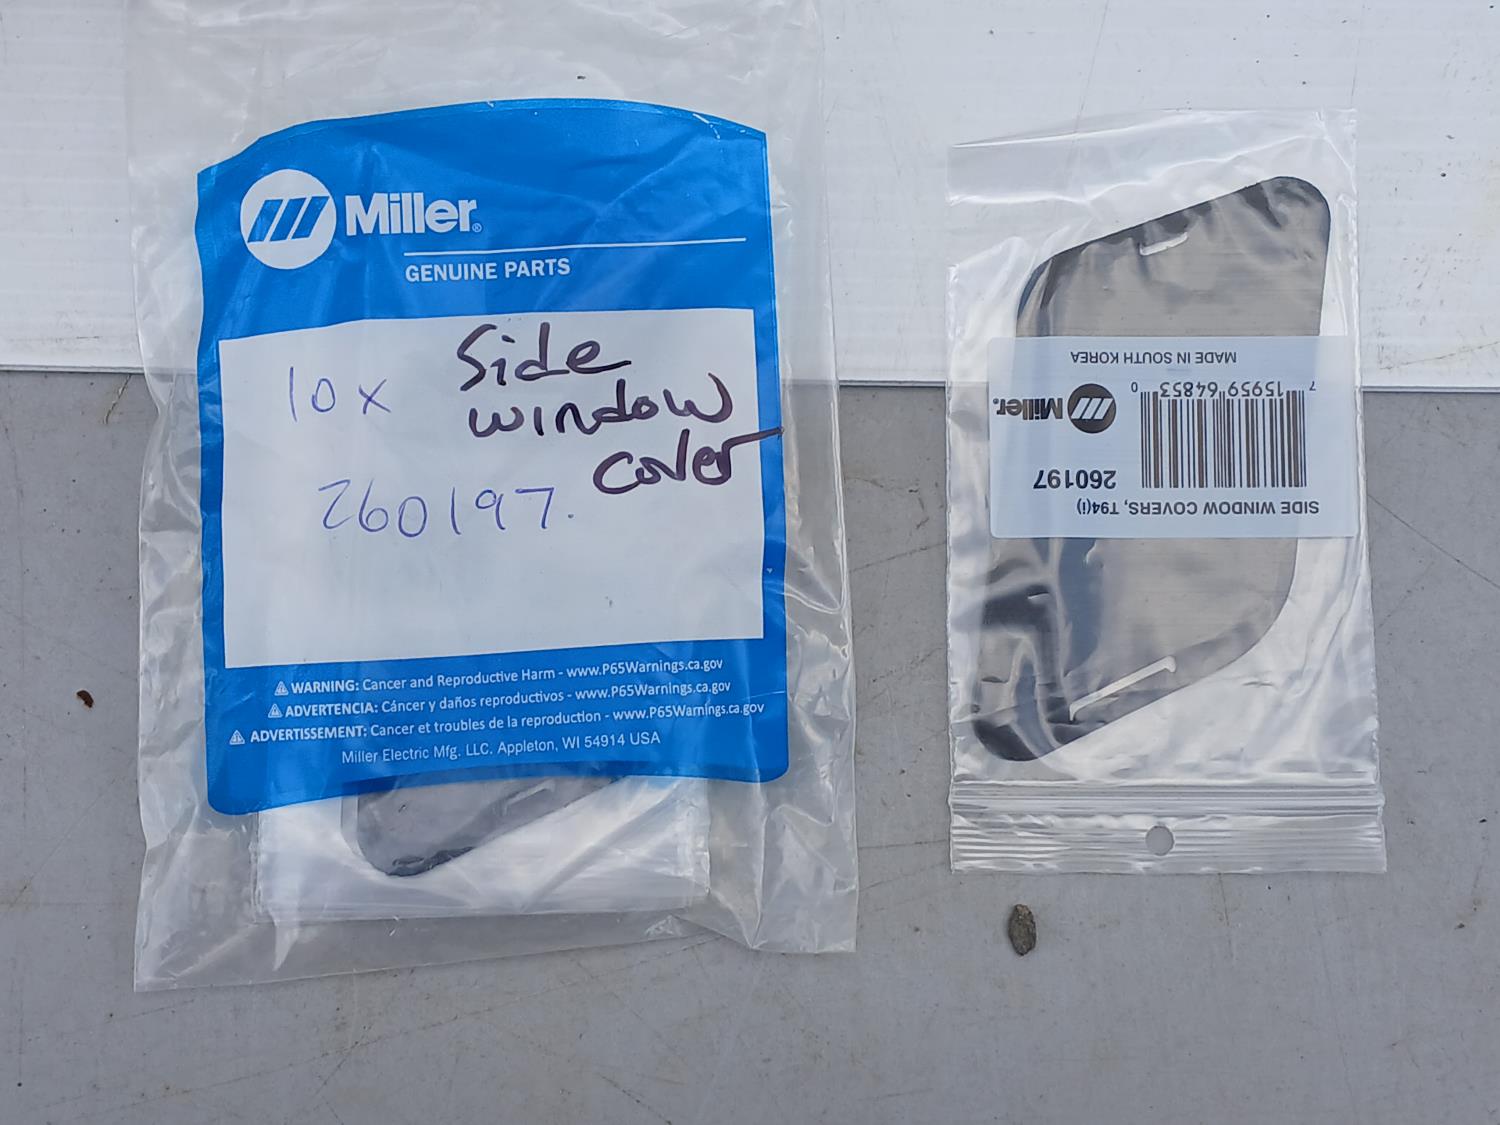 Miller®
GENUINE PARTS
10x
Side
window
cover
260197.
WARNING: Cancer and Reproductive Harm - www.P65Warnings.ca.gov
ADVERTENCIA: Cáncer y daños reproductivos - www.P65Warnings.ca.gov
ADVERTISSEMENT: Cancer et troubles de la reproduction - www.P65Warnings.ca.gov
Miller Electric Mfg. LLC. Appleton, WI 54914 USA
SIDE WINDOW COVERS, T94(i)
260197
Miller.
7 15959 64853 0
MADE IN SOUTH KOREA